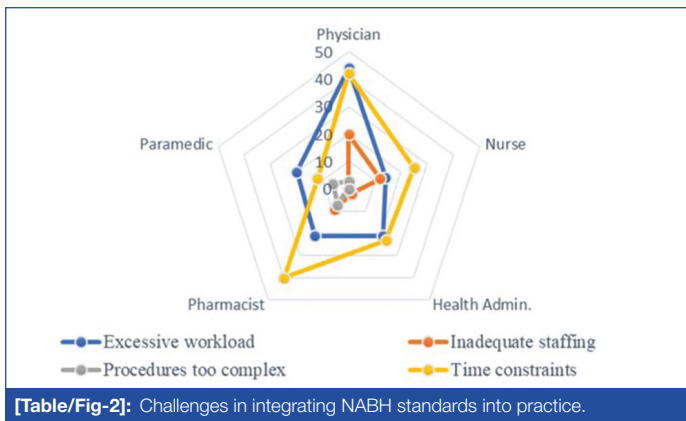 Physician
50
40
30
20
10
0
Paramedic
Nurse
Pharmacist
Health Admin.
Excessive workload
Inadequate staffing
Procedures too complex
Time constraints
[Table/Fig-2]: Challenges in integrating NABH standards into practice.